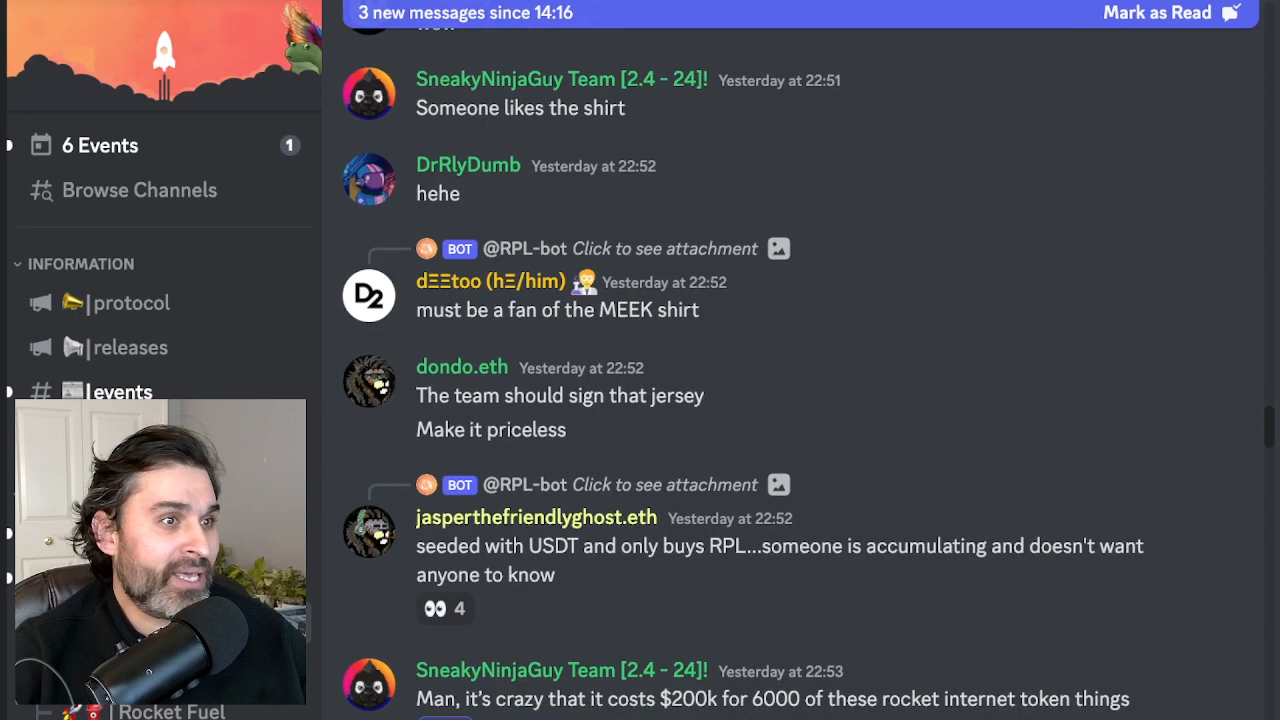 3 new messages since 14:16
Mark as Read
6 Events
1
Browse Channels
INFORMATION
protocol
releases
events
Rocket Fuel
SneakyNinjaGuy Team [2.4 - 24]! Yesterday at 22:51
Someone likes the shirt
DrRlyDumb Yesterday at 22:52
hehe
BOT @RPL-bot Click to see attachment
D2
dΞΞtoo (hΞ/him) Yesterday at 22:52
must be a fan of the MEEK shirt
dondo.eth Yesterday at 22:52
The team should sign that jersey
Make it priceless
BOT @RPL-bot Click to see attachment
jasperthefriendlyghost.eth Yesterday at 22:52
seeded with USDT and only buys RPL...someone is accumulating and doesn't want
anyone to know
👀 4
SneakyNinjaGuy Team [2.4 - 24]! Yesterday at 22:53
Man, it's crazy that it costs $200k for 6000 of these rocket internet token things